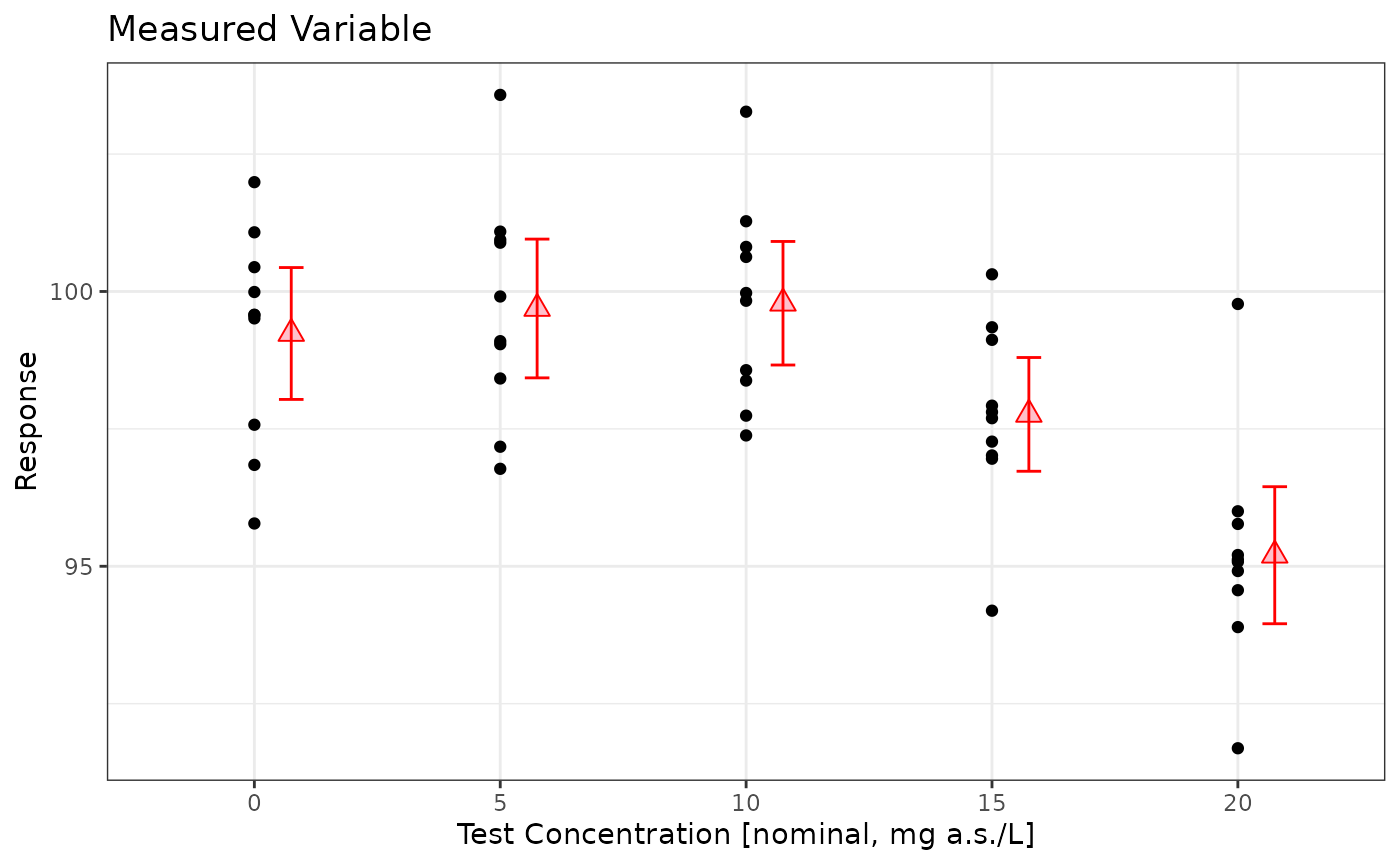 Measured Variable
100
95
Response
0 5 10 15 20
Test Concentration [nominal, mg a.s./L]